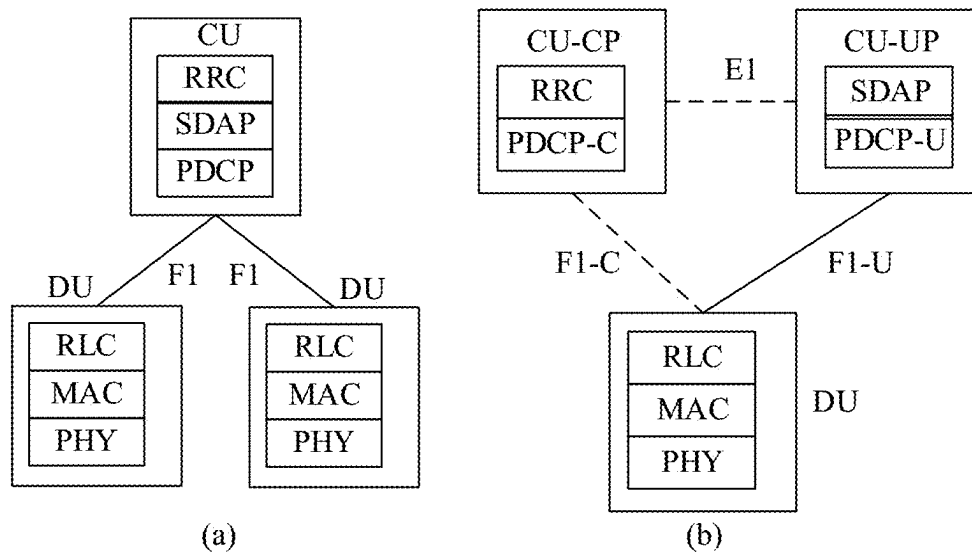 CU
RRC
SDAP
PDCP
F1
F1
DU
DU
RLC
MAC
PHY
RLC
MAC
PHY
(a)
CU-CP
RRC
PDCP-C
E1
CU-UP
SDAP
PDCP-U
F1-C
F1-U
RLC
MAC
PHY
DU
(b)